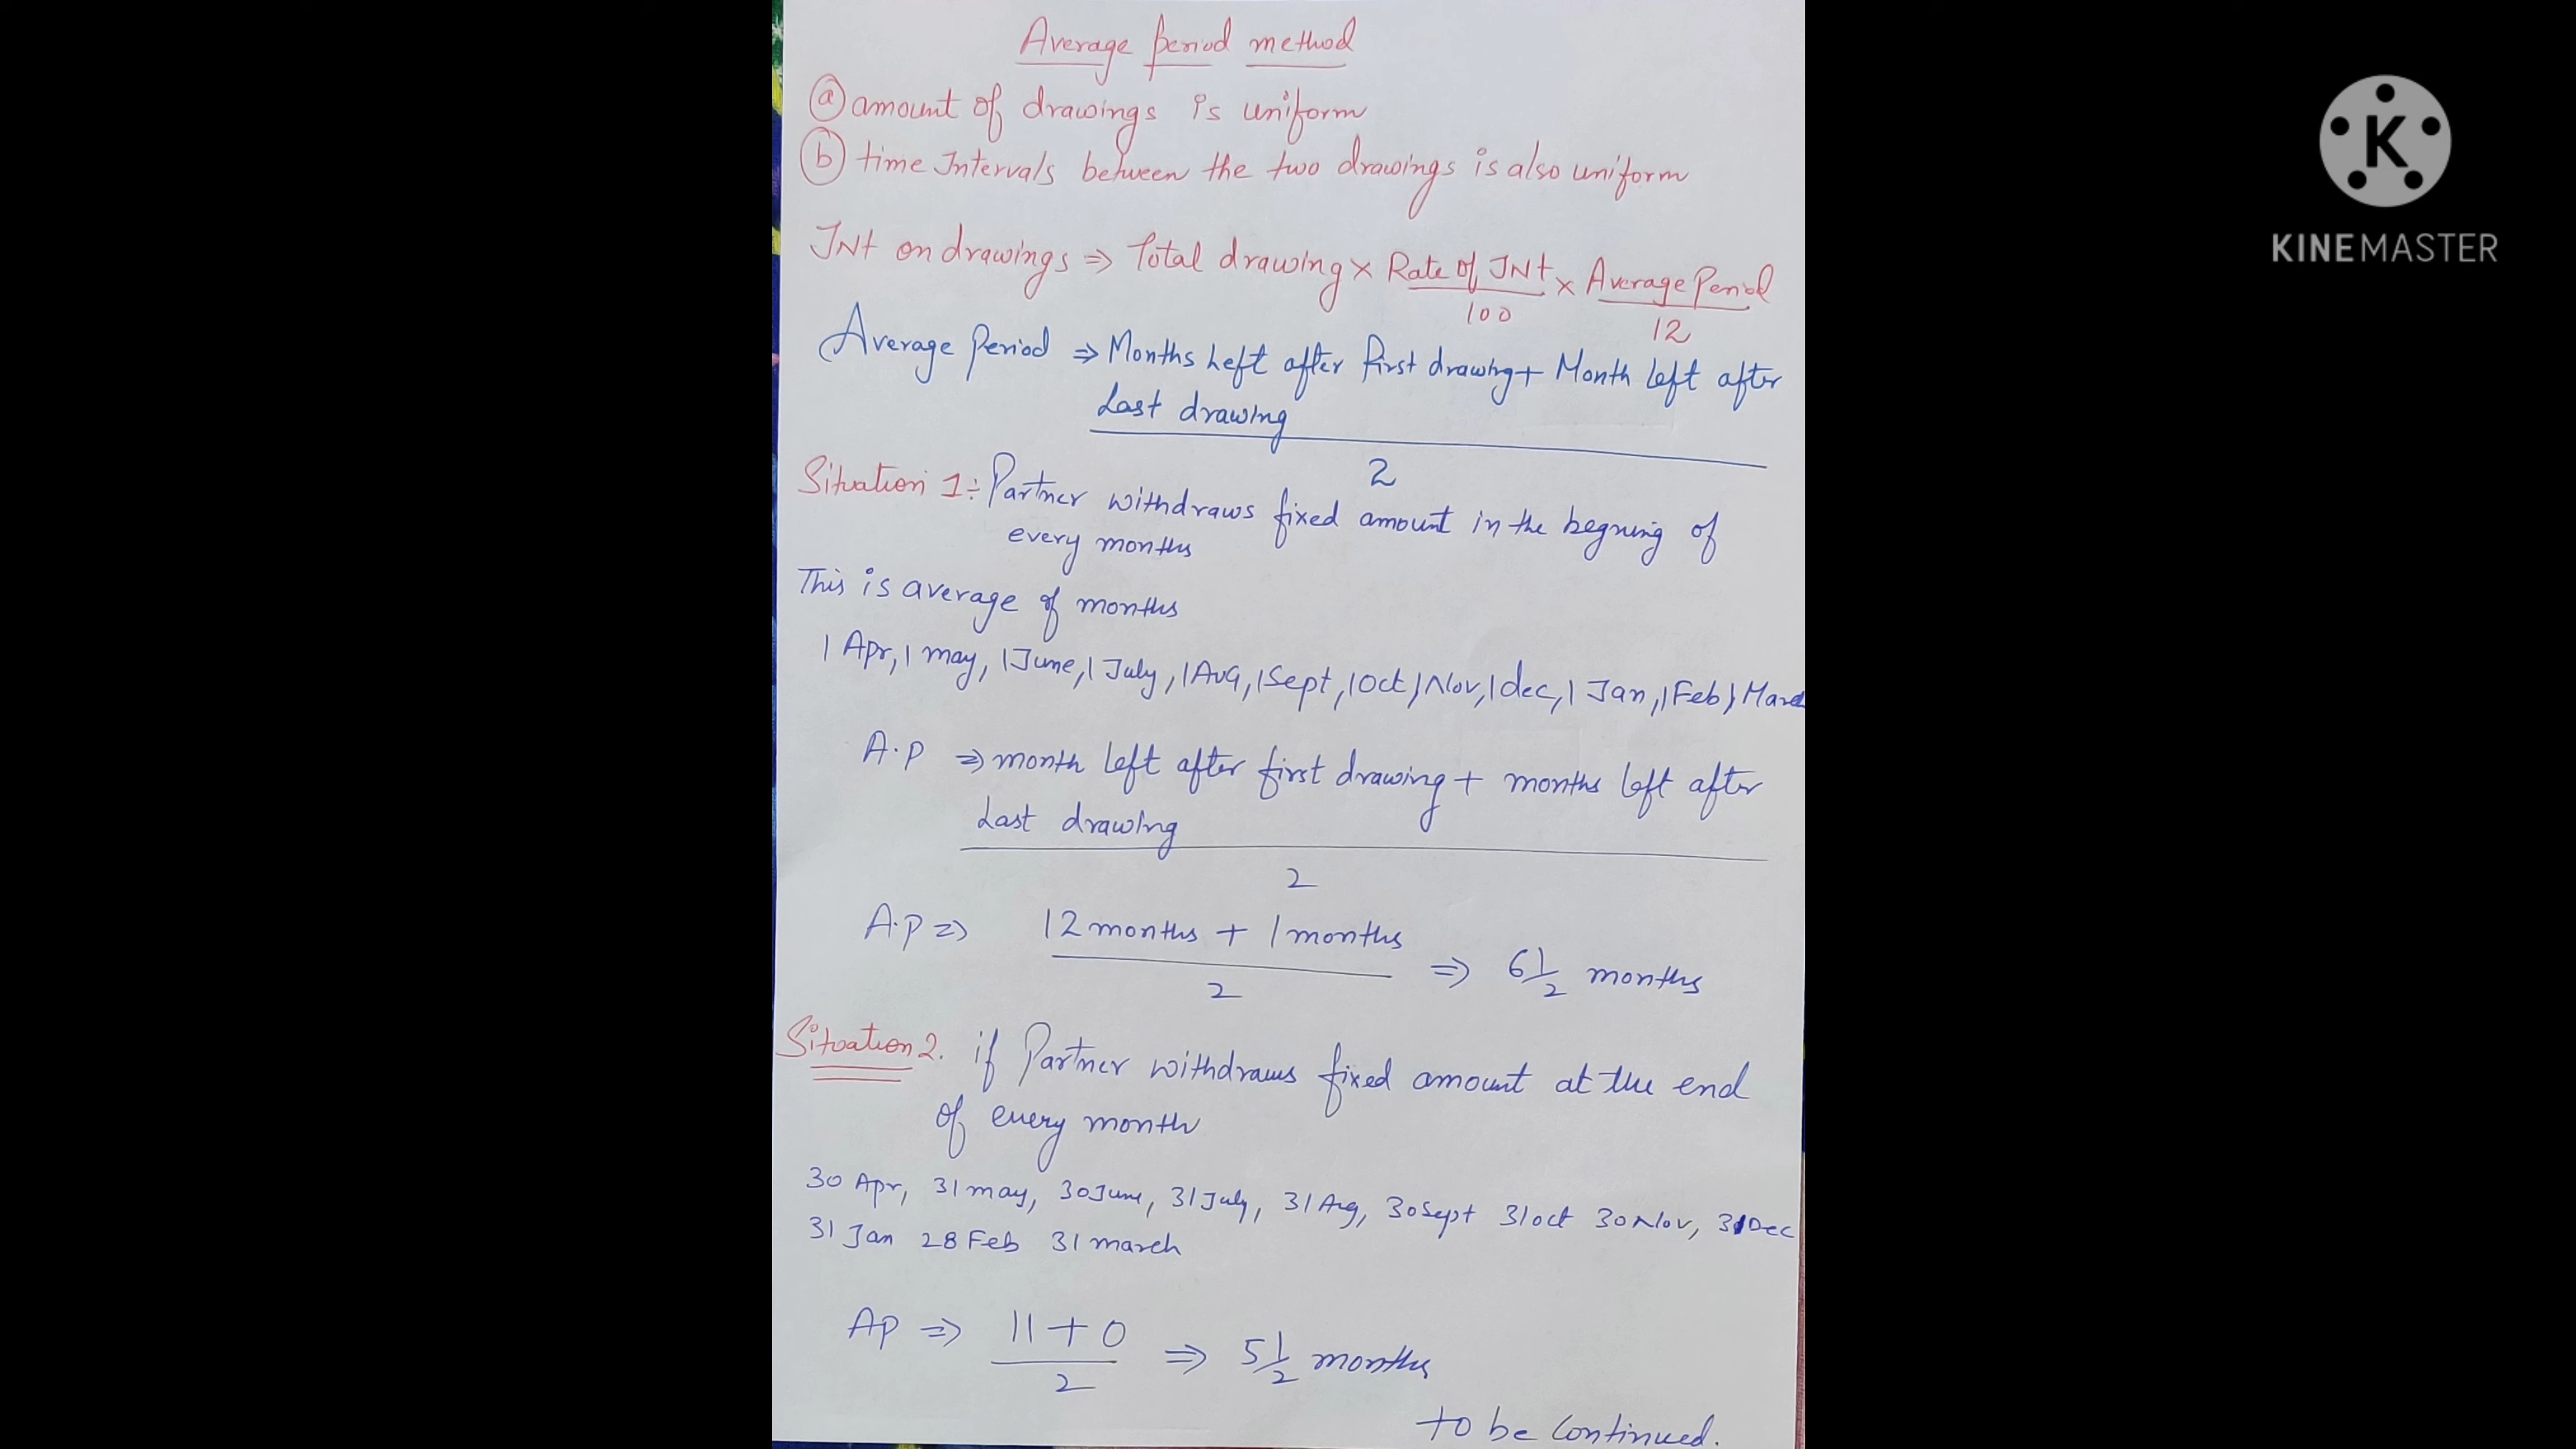 Average period method
(a) amount of drawings is uniform
(b) time Intervals between the two drawings is also uniform
INt on drawings ⇒ Total drawing × Rate of INt × Average Period
100 12
Average Period ⇒ Months Left after first drawing + Month left after
Last drawing
2
Situation 1:- Partner withdraws fixed amount in the begning of
every months
This is average of months
1 Apr, 1 may, 1 June, 1 July, 1 AUG, 1 Sept, 1 Oct, 1 Nov, 1 dec, 1 Jan, 1 Feb, 1 March
A.P ⇒ month left after first drawing + months left after
Last drawing
2
A.P ⇒ 12 months + 1 months ⇒ 6 1/2 months
2
Situation 2. if Partner withdraws fixed amount at the end
of every month
30 Apr, 31 may, 30 June, 31 July, 31 Aug, 30 Sept 31 oct 30 Nov, 31 Dec
31 Jan 28 Feb 31 march
AP ⇒ 11 + 0 ⇒ 5 1/2 months
2
to be Continued.
K
KINEMASTER